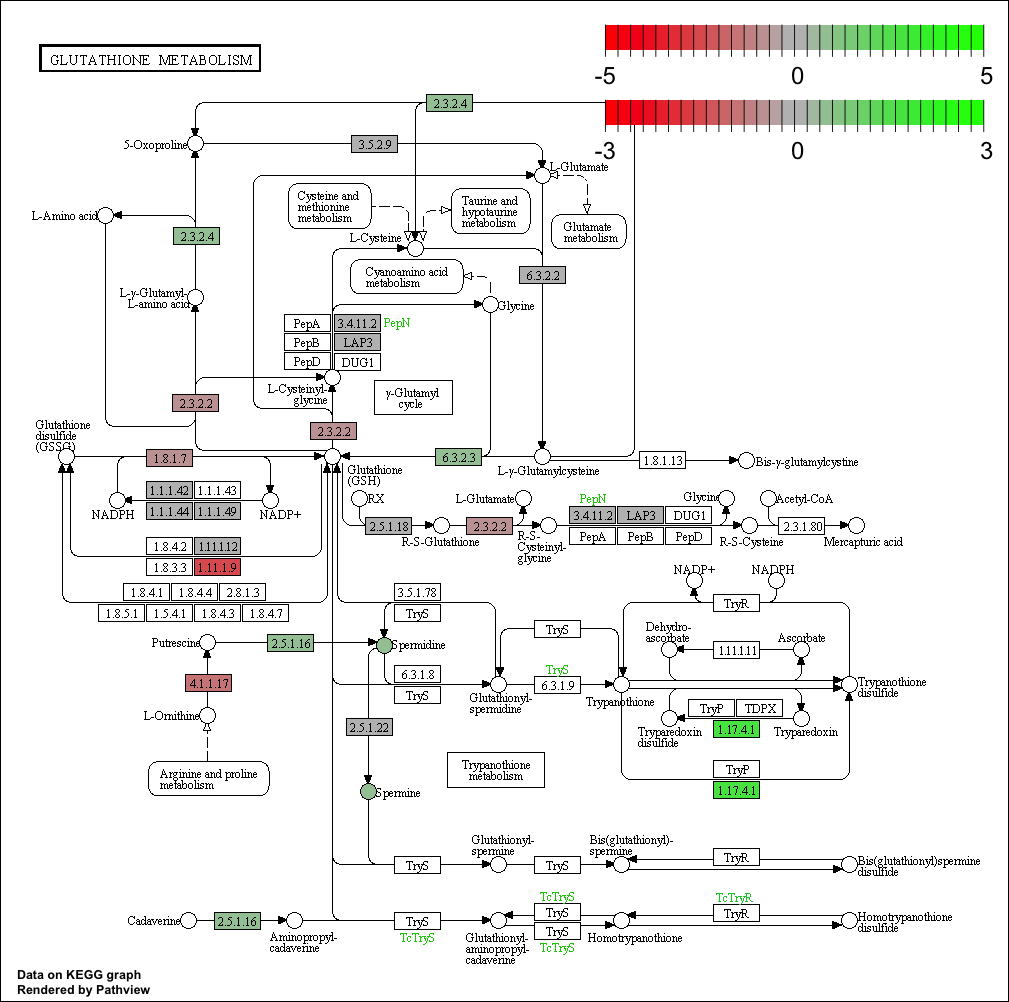 GLUTATHIONE METABOLISM
-5
0
5
-3
0
3
2.3.2.4
5-Oxoproline
3.5.2.9
L-Glutamate
Cysteine and
methionine
metabolism
Taurine and
hypotaurine
metabolism
L-Amino acid
Glutamate
metabolism
2.3.2.4
L-Cysteine
Cyanoamino acid
metabolism
6.3.2.2
L-γ-Glutamyl-
L-amino acid
Glycine
PepA
3.4.11.2
PepN
PepB
LAP3
PepD
DUG1
L-Cysteinyl-
glycine
γ-Glutamyl
cycle
2.3.2.2
2.3.2.2
Glutathione
disulfide
(GSSG)
1.8.1.7
6.3.2.3
1.8.1.13
Bis-γ-glutamylcystine
Glutathione
(GSH)
L-γ-Glutamylcysteine
1.1.1.42
1.1.1.43
1.1.1.44
1.1.1.49
NADPH
NADP+
RX
L-Glutamate
PepN
Glycine
Acetyl-CoA
2.5.1.18
2.3.2.2
3.4.11.2
LAP3
DUG1
2.3.1.80
PepA
PepB
PepD
R-S-Glutathione
R-S-
Cysteinyl-
glycine
R-S-Cysteine
Mercapturic acid
1.8.4.2
1.11.1.12
1.8.3.3
1.11.1.9
1.8.4.1
1.8.4.4
2.8.1.3
1.8.5.1
1.5.4.1
1.8.4.3
1.8.4.7
NADP+
NADPH
3.5.1.78
TryS
TryR
Putrescine
2.5.1.16
Spermidine
TryS
Dehydro-
ascorbate
1.11.1.11
Ascorbate
6.3.1.8
TryS
TryS
6.3.1.9
4.1.1.17
Glutathionyl-
spermidine
Trypanothione
Trypanothione
disulfide
L-Ornithine
2.5.1.22
TryP
TDPX
1.17.4.1
Tryparedoxin
disulfide
Tryparedoxin
Arginine and proline
metabolism
Trypanothione
metabolism
TryP
1.17.4.1
Spermine
Glutathionyl-
spermine
Bis(glutathionyl)-
spermine
TryS
TryS
TryR
Bis(glutathionyl)spermine
disulfide
Cadaverine
2.5.1.16
Aminopropyl-
cadaverine
TryS
TcTryS
Glutathionyl-
aminopropyl-
cadaverine
TcTryS
TryS
TryS
TcTryS
Homotrypanothione
TcTryR
TryR
Homotrypanothione
disulfide
Data on KEGG graph
Rendered by Pathview